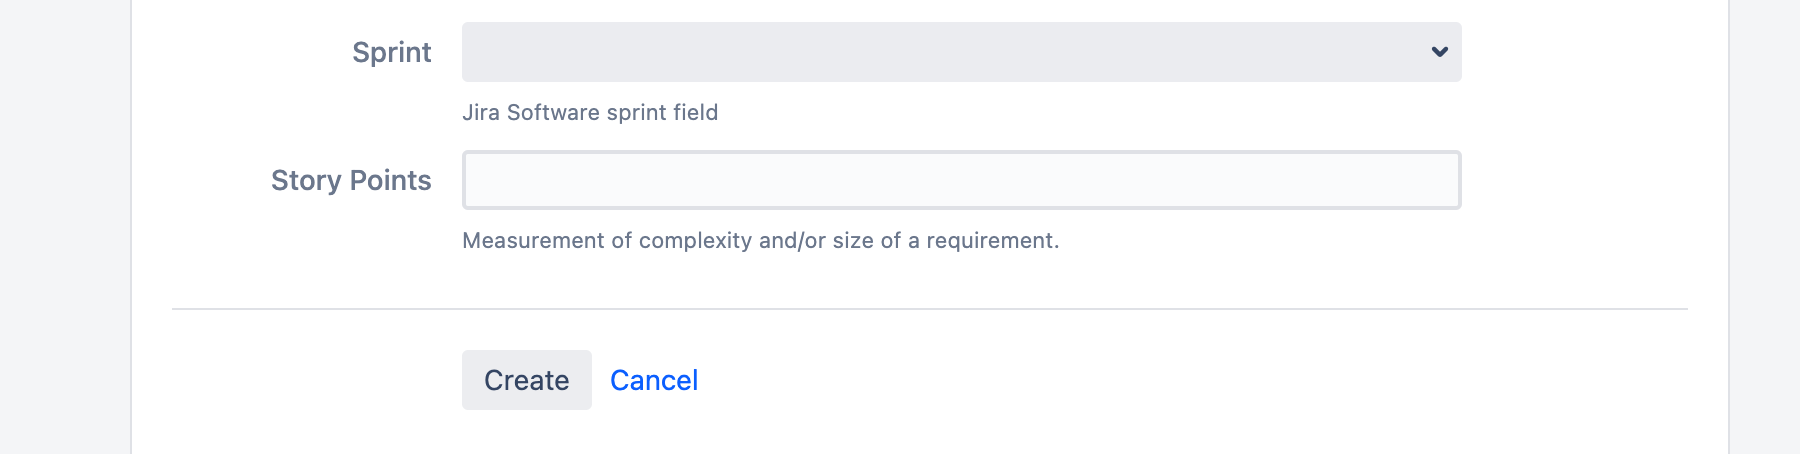 Sprint
Jira Software sprint field
Story Points
Measurement of complexity and/or size of a requirement.
Create Cancel